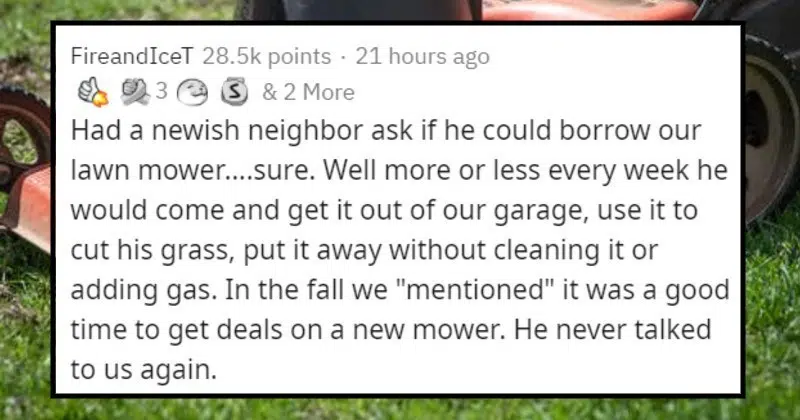 FireandIceT 28.5k points · 21 hours ago
3 S & 2 More
Had a newish neighbor ask if he could borrow our
lawn mower....sure. Well more or less every week he
would come and get it out of our garage, use it to
cut his grass, put it away without cleaning it or
adding gas. In the fall we "mentioned" it was a good
time to get deals on a new mower. He never talked
to us again.